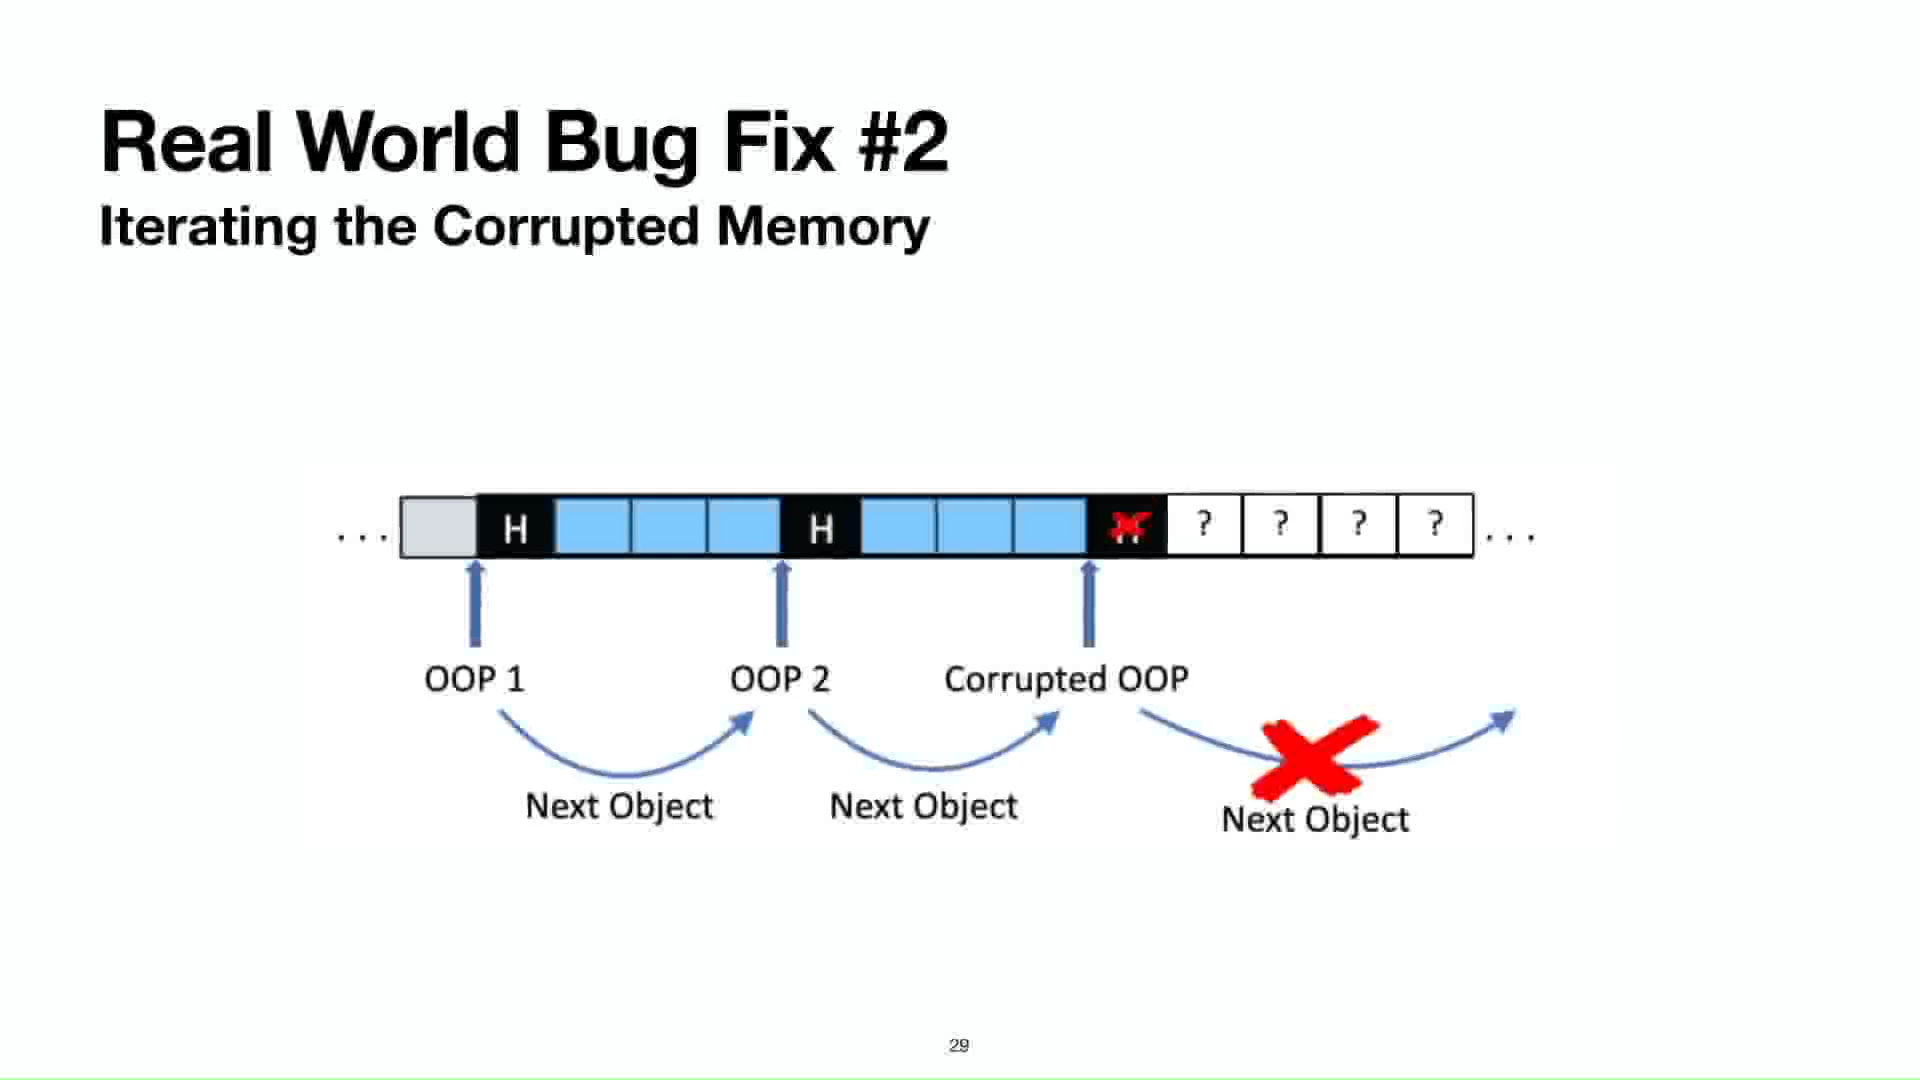 Real World Bug Fix #2
Iterating the Corrupted Memory
... H H H ? ? ? ? ...
OOP 1 OOP 2 Corrupted OOP
Next Object Next Object Next Object
29